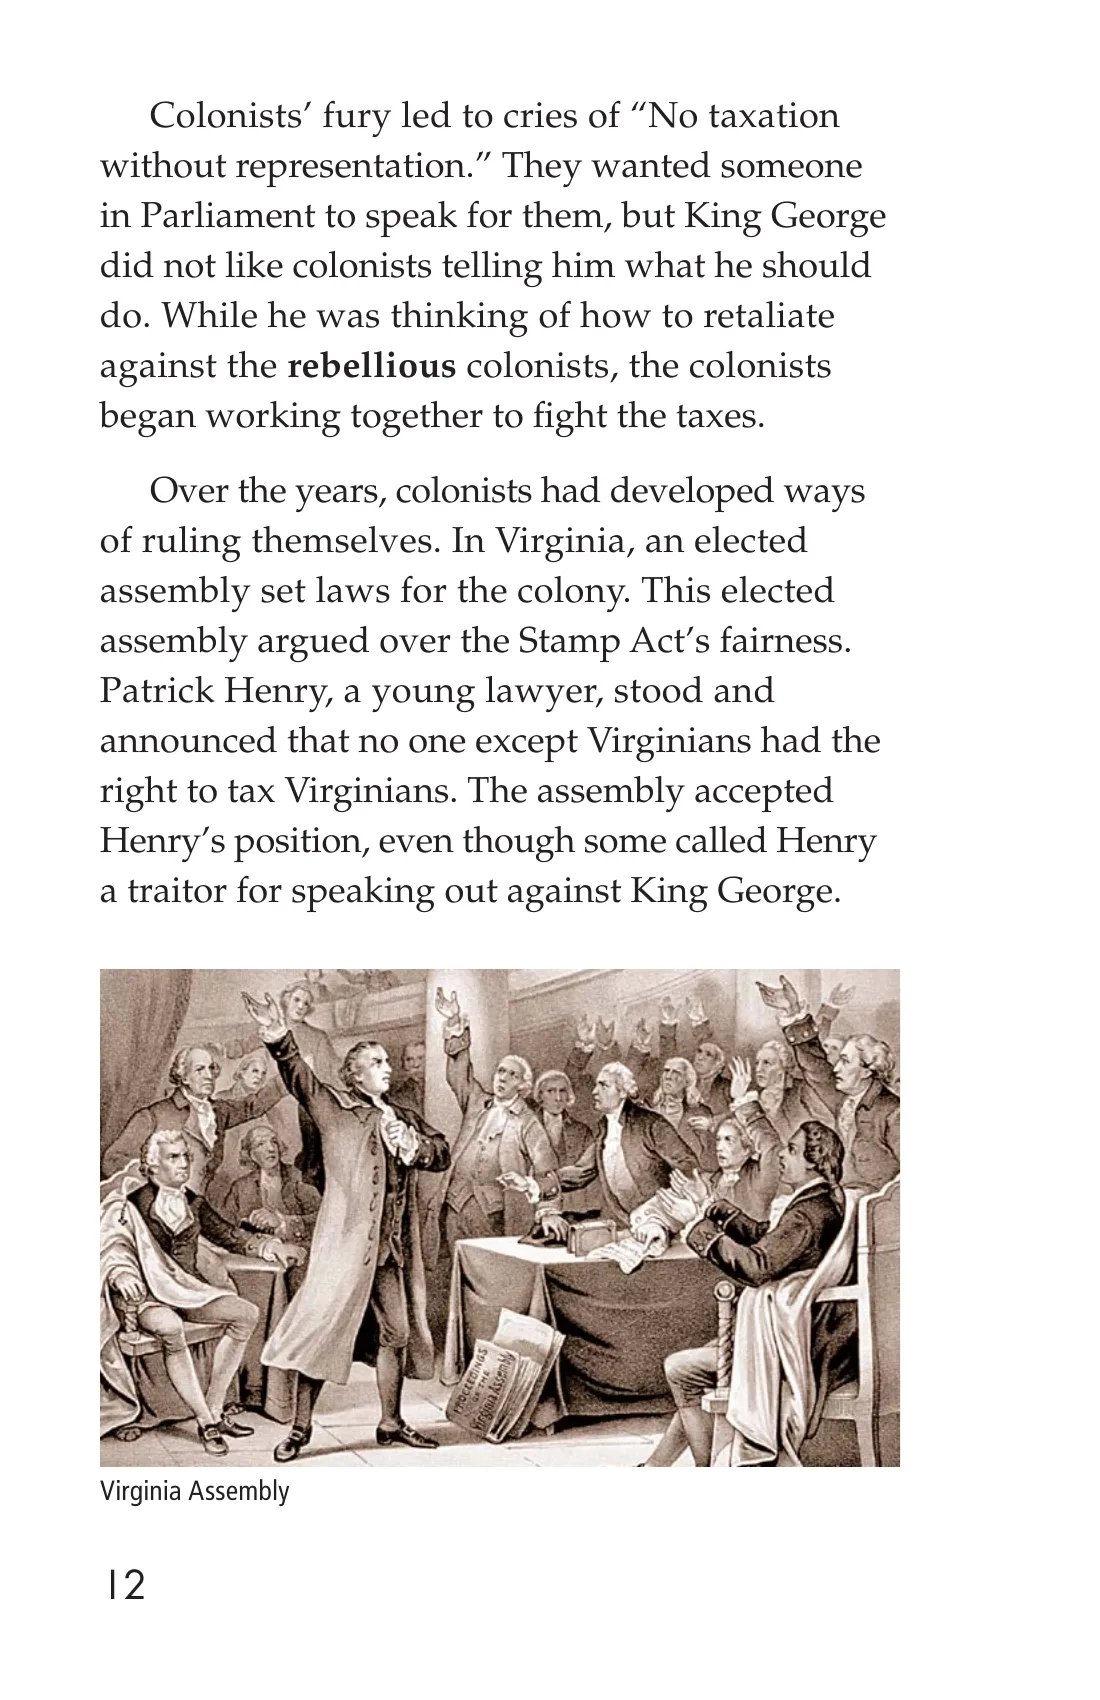 Colonists’ fury led to cries of “No taxation
without representation.” They wanted someone
in Parliament to speak for them, but King George
did not like colonists telling him what he should
do. While he was thinking of how to retaliate
against the rebellious colonists, the colonists
began working together to fight the taxes.
Over the years, colonists had developed ways
of ruling themselves. In Virginia, an elected
assembly set laws for the colony. This elected
assembly argued over the Stamp Act’s fairness.
Patrick Henry, a young lawyer, stood and
announced that no one except Virginians had the
right to tax Virginians. The assembly accepted
Henry’s position, even though some called Henry
a traitor for speaking out against King George.
PROCEEDINGS
OF THE
Virginia Assembly
Virginia Assembly
12